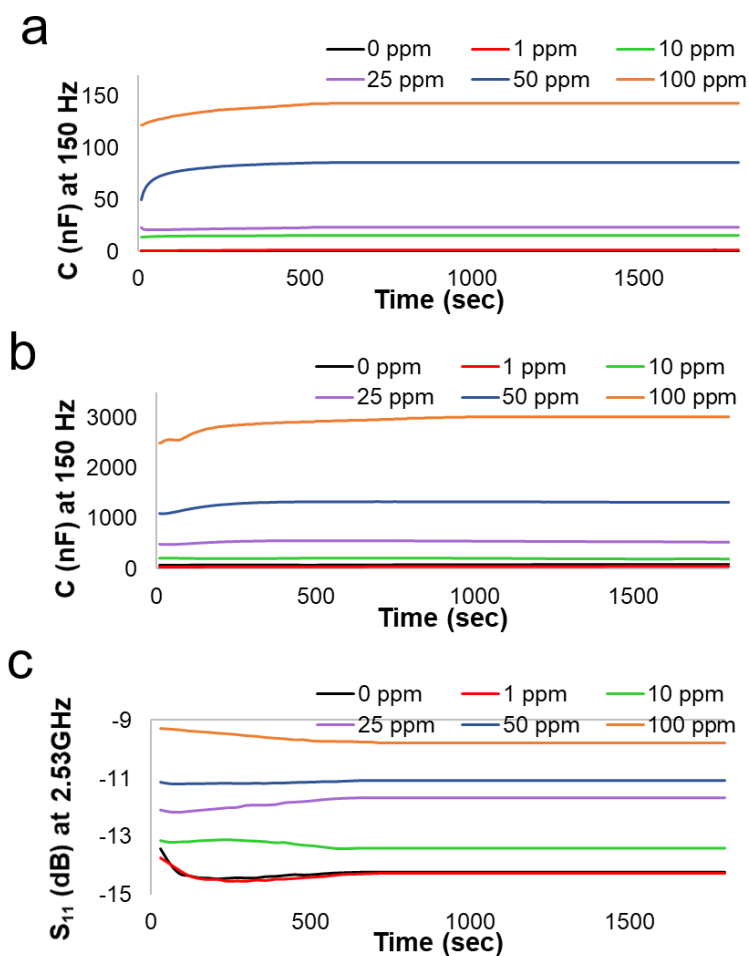 a
0 ppm 1 ppm 10 ppm
25 ppm 50 ppm 100 ppm
C (nF) at 150 Hz
150
100
50
0
0 500 1000 1500
Time (sec)
b
0 ppm 1 ppm 10 ppm
25 ppm 50 ppm 100 ppm
C (nF) at 150 Hz
3000
2000
1000
0
0 500 1000 1500
Time (sec)
c
0 ppm 1 ppm 10 ppm
25 ppm 50 ppm 100 ppm
S₁₁ (dB) at 2.53GHz
-9
-11
-13
-15
0 500 1000 1500
Time (sec)